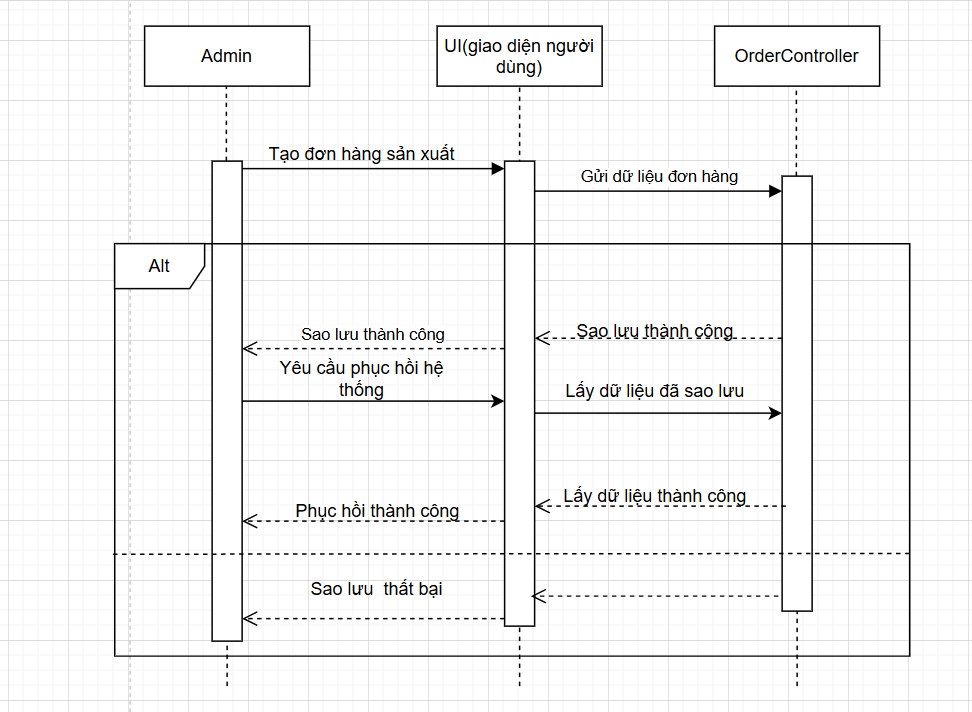 Admin
UI(giao diện người
dùng)
OrderController
Tạo đơn hàng sản xuất
Gửi dữ liệu đơn hàng
Alt
Sao lưu thành công
Sao lưu thành công
Yêu cầu phục hồi hệ
thống
Lấy dữ liệu đã sao lưu
Lấy dữ liệu thành công
Phục hồi thành công
Sao lưu thất bại